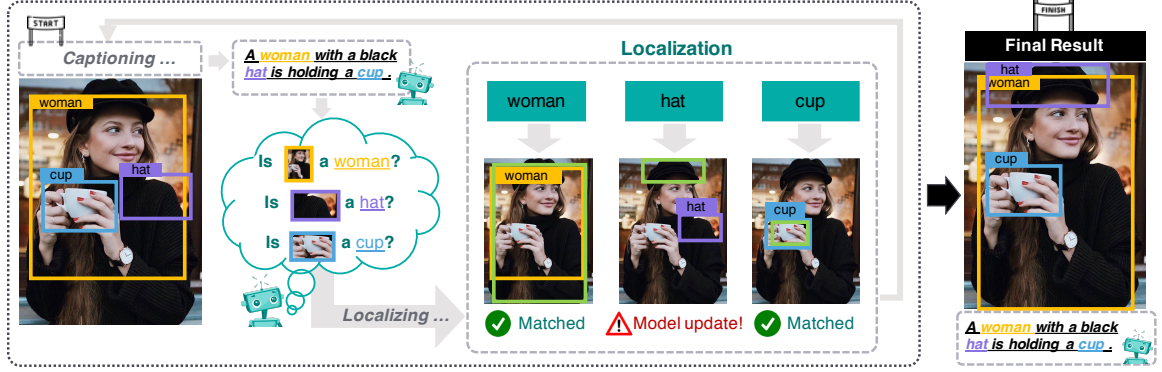 START
Captioning ...
A woman with a black
hat is holding a cup .
woman
hat
cup
Is a woman?
Is a hat?
Is a cup?
Localizing ...
Localization
woman
hat
cup
woman
hat
cup
Matched
Model update!
Matched
FINISH
Final Result
hat
woman
cup
A woman with a black
hat is holding a cup .